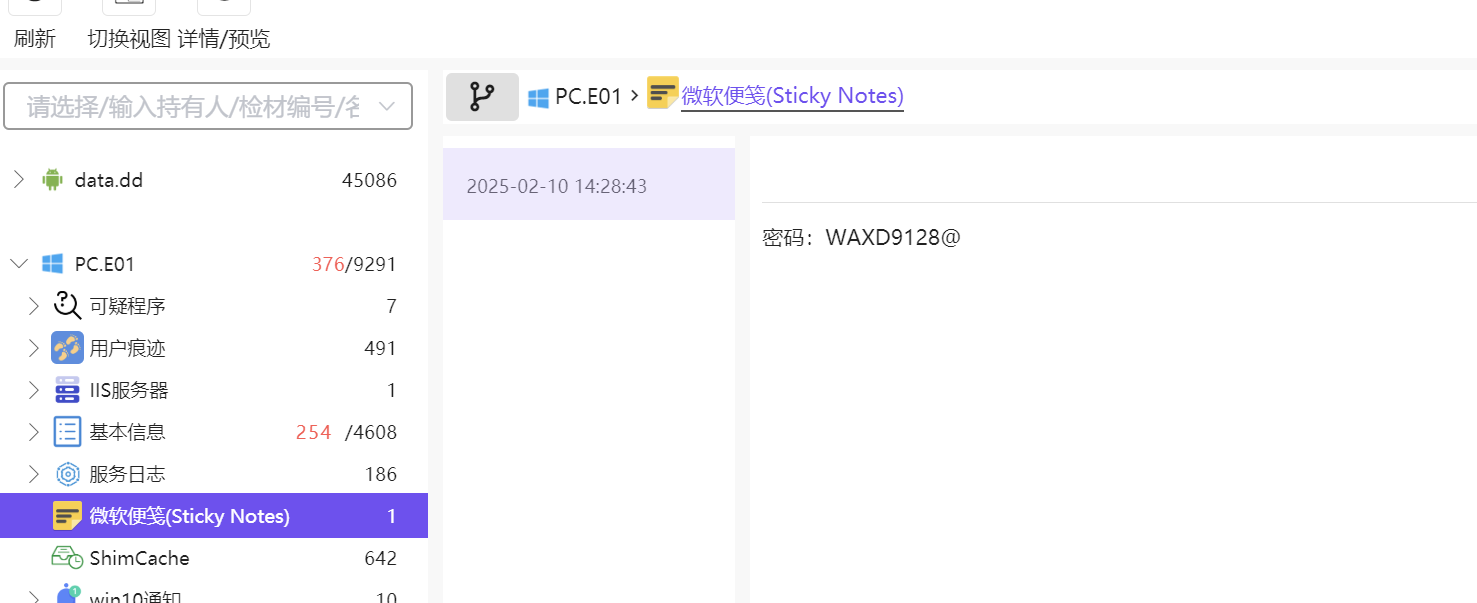 刷新 切换视图 详情/预览
请选择/输入持有人/检材编号/名
PC.E01 > 微软便笺(Sticky Notes)
data.dd 45086
2025-02-10 14:28:43
密码：WAXD9128@
PC.E01 376/9291
可疑程序 7
用户痕迹 491
IIS服务器 1
基本信息 254 /4608
服务日志 186
微软便笺(Sticky Notes) 1
ShimCache 642
win10通知 10